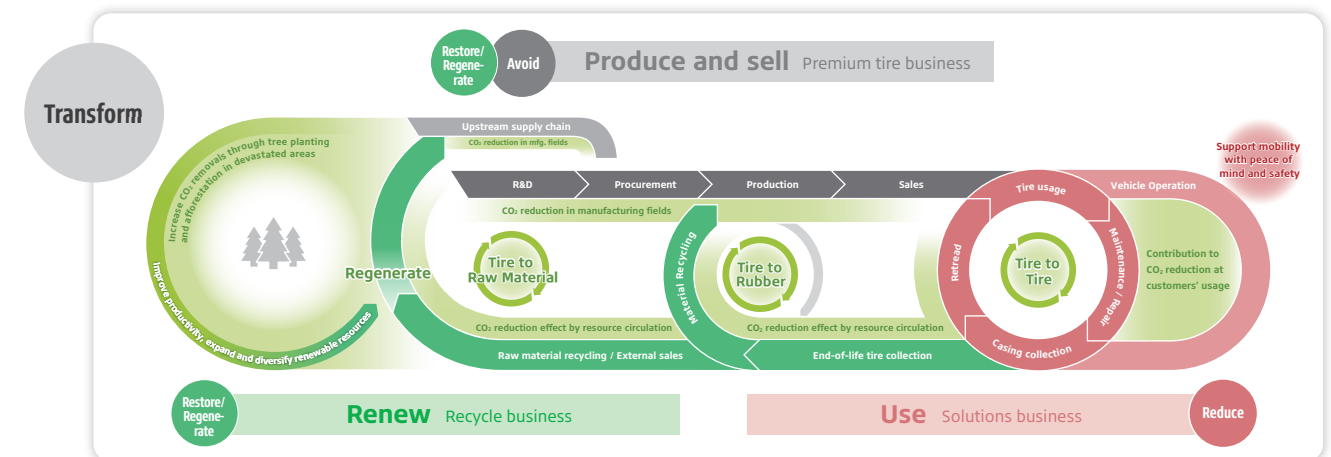 Transform
Restore/
Regene-
rate
Avoid
Produce and sell Premium tire business
Upstream supply chain
CO₂ reduction in mfg. fields
Increase CO₂ removals through tree planting
and afforestation in devastated areas
Improve productivity, expand and diversify renewable resources
Regenerate
R&D
Procurement
Production
Sales
CO₂ reduction in manufacturing fields
Tire to
Raw Material
Material Recycling
Tire to
Rubber
CO₂ reduction effect by resource circulation
CO₂ reduction effect by resource circulation
Raw material recycling / External sales
End-of-life tire collection
Tire usage
Maintenance / Repair
Casing collection
Retread
Tire to
Tire
Vehicle Operation
Contribution to
CO₂ reduction at
customers' usage
Support mobility
with peace of
mind and safety
Restore/
Regene-
rate
Renew Recycle business
Use Solutions business
Reduce